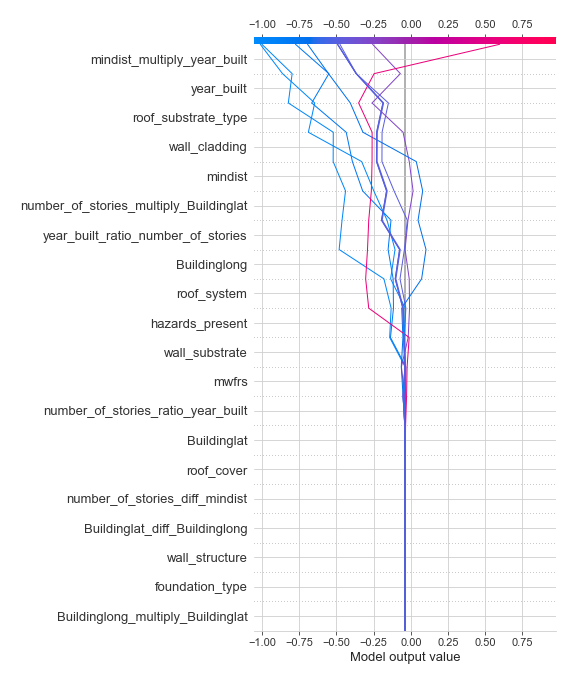 −1.00 −0.75 −0.50 −0.25 0.00 0.25 0.50 0.75
mindist_multiply_year_built
year_built
roof_substrate_type
wall_cladding
mindist
number_of_stories_multiply_Buildinglat
year_built_ratio_number_of_stories
Buildinglong
roof_system
hazards_present
wall_substrate
mwfrs
number_of_stories_ratio_year_built
Buildinglat
roof_cover
number_of_stories_diff_mindist
Buildinglat_diff_Buildinglong
wall_structure
foundation_type
Buildinglong_multiply_Buildinglat
−1.00 −0.75 −0.50 −0.25 0.00 0.25 0.50 0.75
Model output value